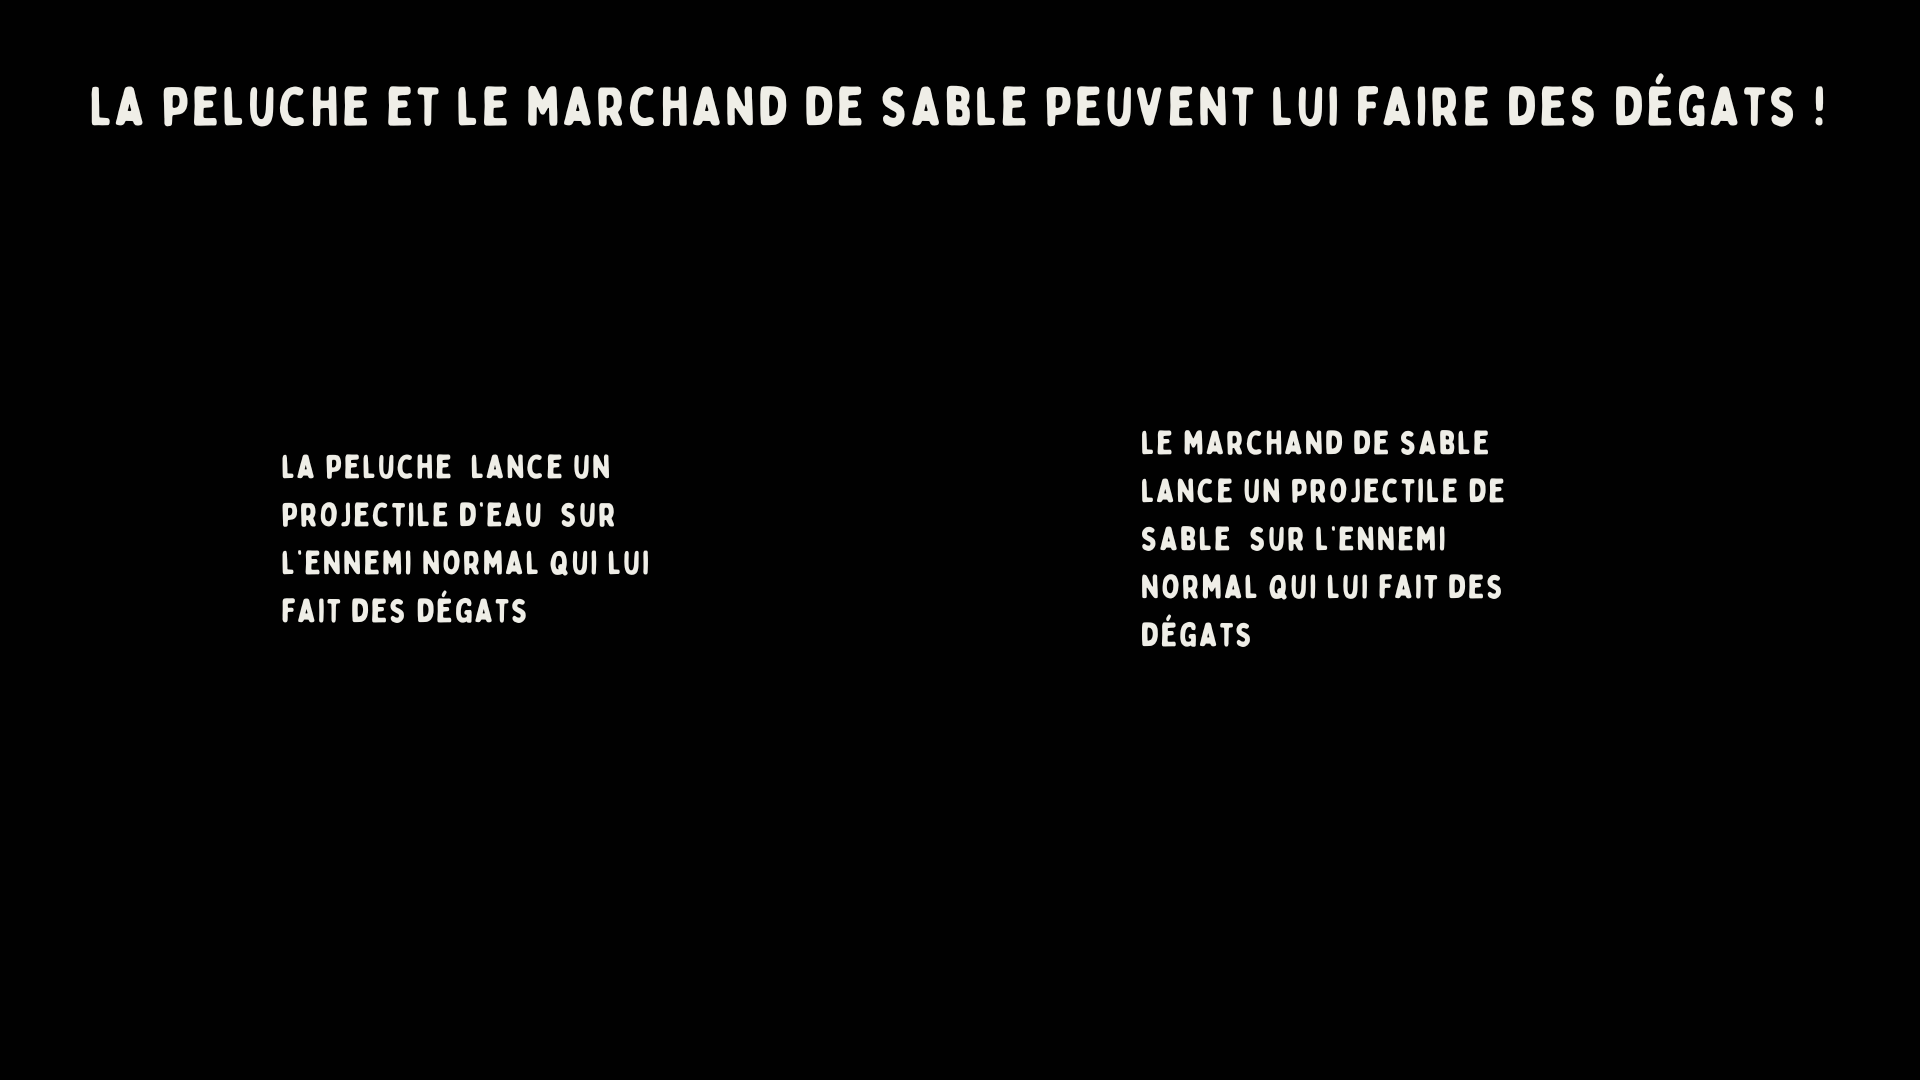 LA PELUCHE ET LE MARCHAND DE SABLE PEUVENT LUI FAIRE DES DÉGATS !
LA PELUCHE  LANCE UN
PROJECTILE D'EAU  SUR
L'ENNEMI NORMAL QUI LUI
FAIT DES DÉGATS
LE MARCHAND DE SABLE
LANCE UN PROJECTILE DE
SABLE  SUR L'ENNEMI
NORMAL QUI LUI FAIT DES
DÉGATS